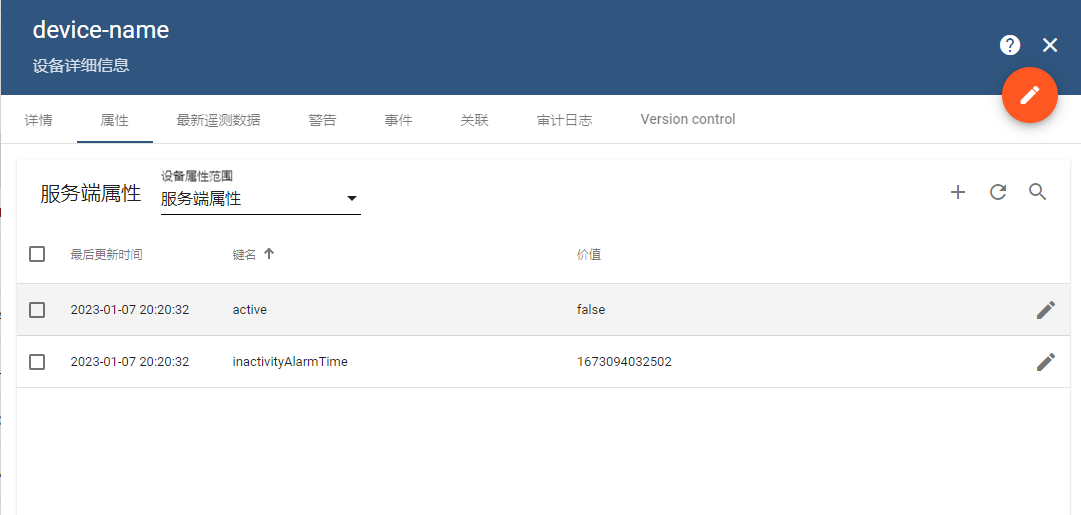 device-name
设备详细信息
详情 属性 最新遥测数据 警告 事件 关联 审计日志 Version control
设备属性范围
服务端属性 服务端属性
最后更新时间 键名 价值
2023-01-07 20:20:32 active false
2023-01-07 20:20:32 inactivityAlarmTime 1673094032502